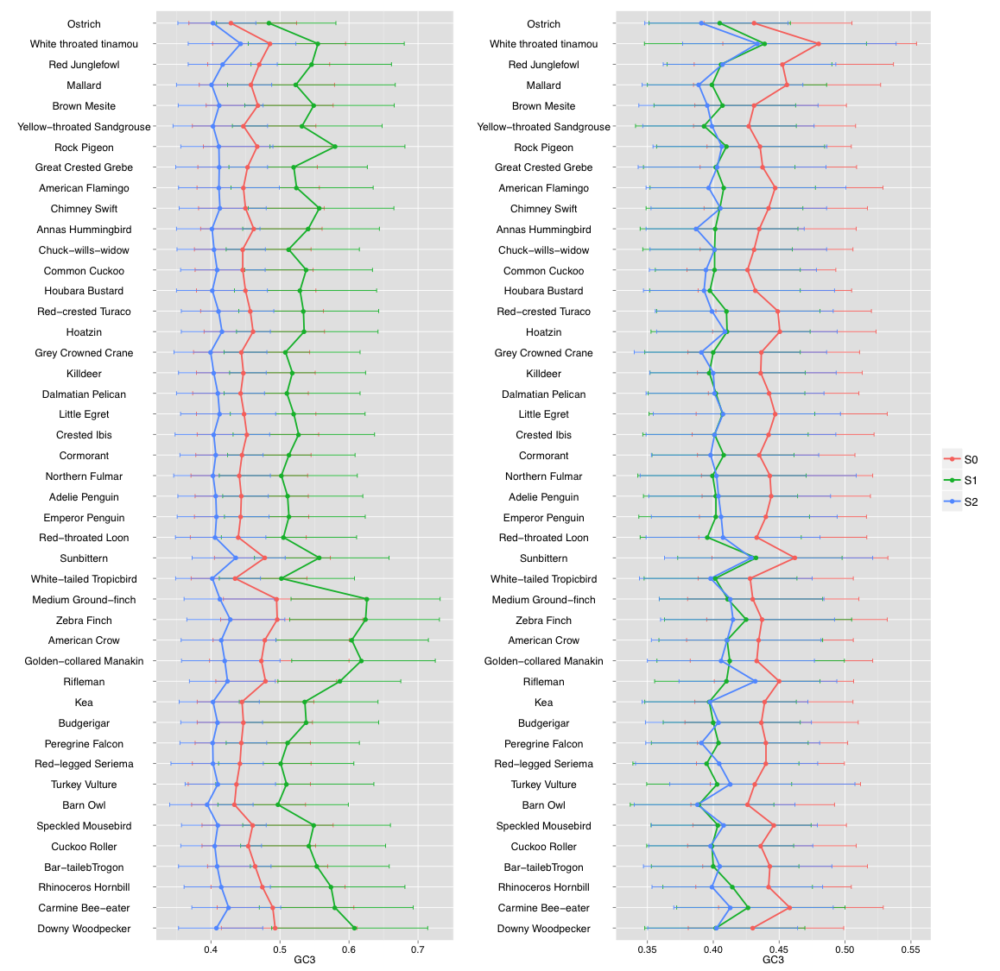 Ostrich
White throated tinamou
Red Junglefowl
Mallard
Brown Mesite
Yellow−throated Sandgrouse
Rock Pigeon
Great Crested Grebe
American Flamingo
Chimney Swift
Annas Hummingbird
Chuck−wills−widow
Common Cuckoo
Houbara Bustard
Red−crested Turaco
Hoatzin
Grey Crowned Crane
Killdeer
Dalmatian Pelican
Little Egret
Crested Ibis
Cormorant
Northern Fulmar
Adelie Penguin
Emperor Penguin
Red−throated Loon
Sunbittern
White−tailed Tropicbird
Medium Ground−finch
Zebra Finch
American Crow
Golden−collared Manakin
Rifleman
Kea
Budgerigar
Peregrine Falcon
Red−legged Seriema
Turkey Vulture
Barn Owl
Speckled Mousebird
Cuckoo Roller
Bar−tailebTrogon
Rhinoceros Hornbill
Carmine Bee−eater
Downy Woodpecker
0.4 0.5 0.6 0.7
GC3
Ostrich
White throated tinamou
Red Junglefowl
Mallard
Brown Mesite
Yellow−throated Sandgrouse
Rock Pigeon
Great Crested Grebe
American Flamingo
Chimney Swift
Annas Hummingbird
Chuck−wills−widow
Common Cuckoo
Houbara Bustard
Red−crested Turaco
Hoatzin
Grey Crowned Crane
Killdeer
Dalmatian Pelican
Little Egret
Crested Ibis
Cormorant
Northern Fulmar
Adelie Penguin
Emperor Penguin
Red−throated Loon
Sunbittern
White−tailed Tropicbird
Medium Ground−finch
Zebra Finch
American Crow
Golden−collared Manakin
Rifleman
Kea
Budgerigar
Peregrine Falcon
Red−legged Seriema
Turkey Vulture
Barn Owl
Speckled Mousebird
Cuckoo Roller
Bar−tailebTrogon
Rhinoceros Hornbill
Carmine Bee−eater
Downy Woodpecker
0.35 0.40 0.45 0.50 0.55
GC3
S0
S1
S2